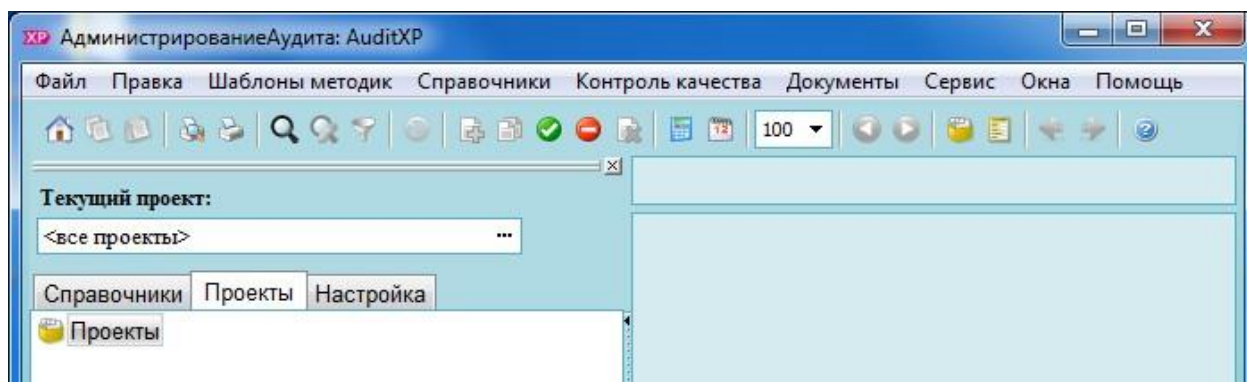 XP АдминистрированиеАудита: AuditXP
Файл Правка Шаблоны методик Справочники Контроль качества Документы Сервис Окна Помощь
12 100 ?
Текущий проект:
<все проекты> ...
Справочники Проекты Настройка
Проекты